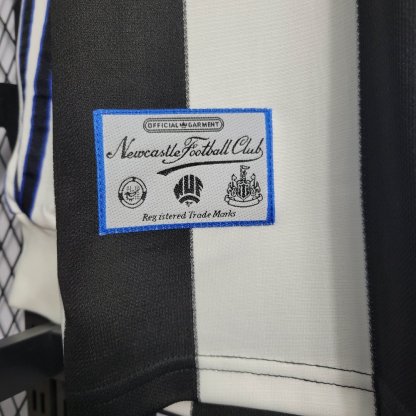 OFFICIAL GARMENT
Newcastle Football Club
Registered Trade Marks